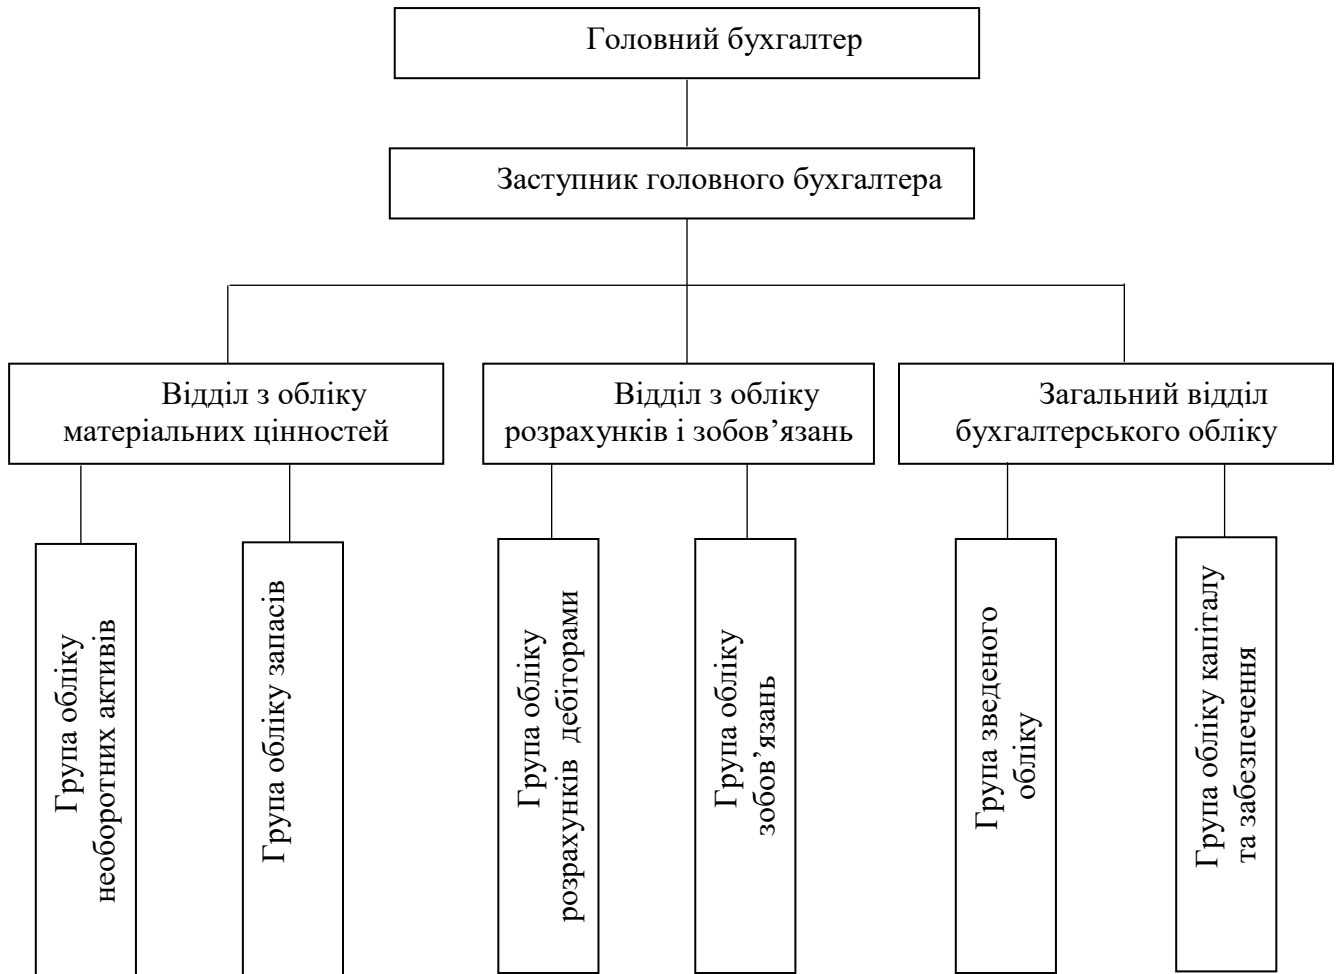 Головний бухгалтер
Заступник головного бухгалтера
Відділ з обліку
матеріальних цінностей
Відділ з обліку
розрахунків і зобов’язань
Загальний відділ
бухгалтерського обліку
Група обліку
необоротних активів
Група обліку запасів
Група обліку
розрахунків дебіторами
Група обліку
зобов’язань
Група зведеного
обліку
Група обліку капіталу
та забезпечення